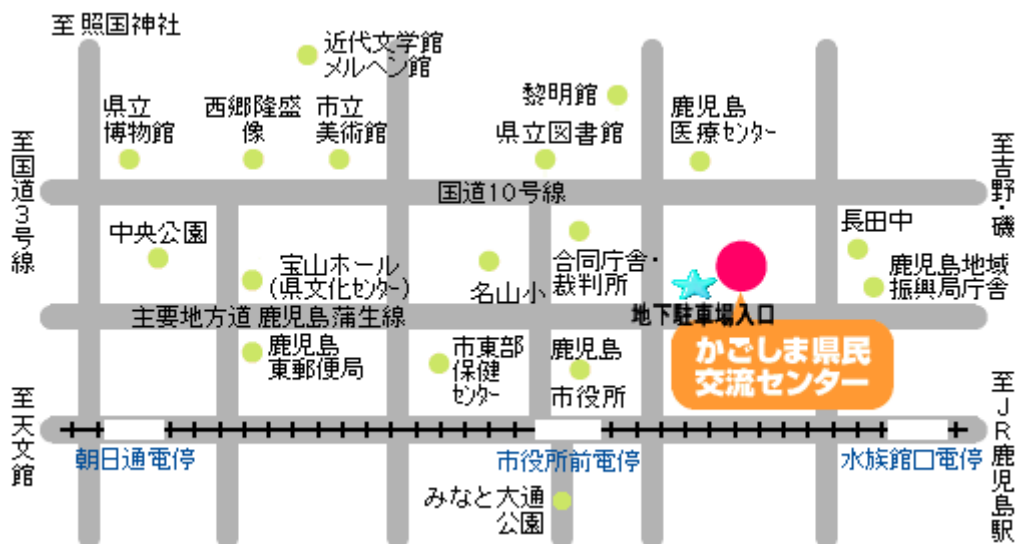 至 照国神社
近代文学館
メルヘン館
県立
博物館
西郷隆盛
像
市立
美術館
黎明館
県立図書館
鹿児島
医療センター
至国道3号線
国道10号線
至吉野・磯
中央公園
宝山ホール
(県文化センター)
名山小
合同庁舎・
裁判所
長田中
鹿児島地域
振興局庁舎
主要地方道 鹿児島蒲生線
地下駐車場入口
かごしま県民
交流センター
鹿児島
東郵便局
市東部
保健
センター
鹿児島
市役所
至天文館
至JR鹿児島駅
朝日通電停
市役所前電停
水族館口電停
みなと大通
公園